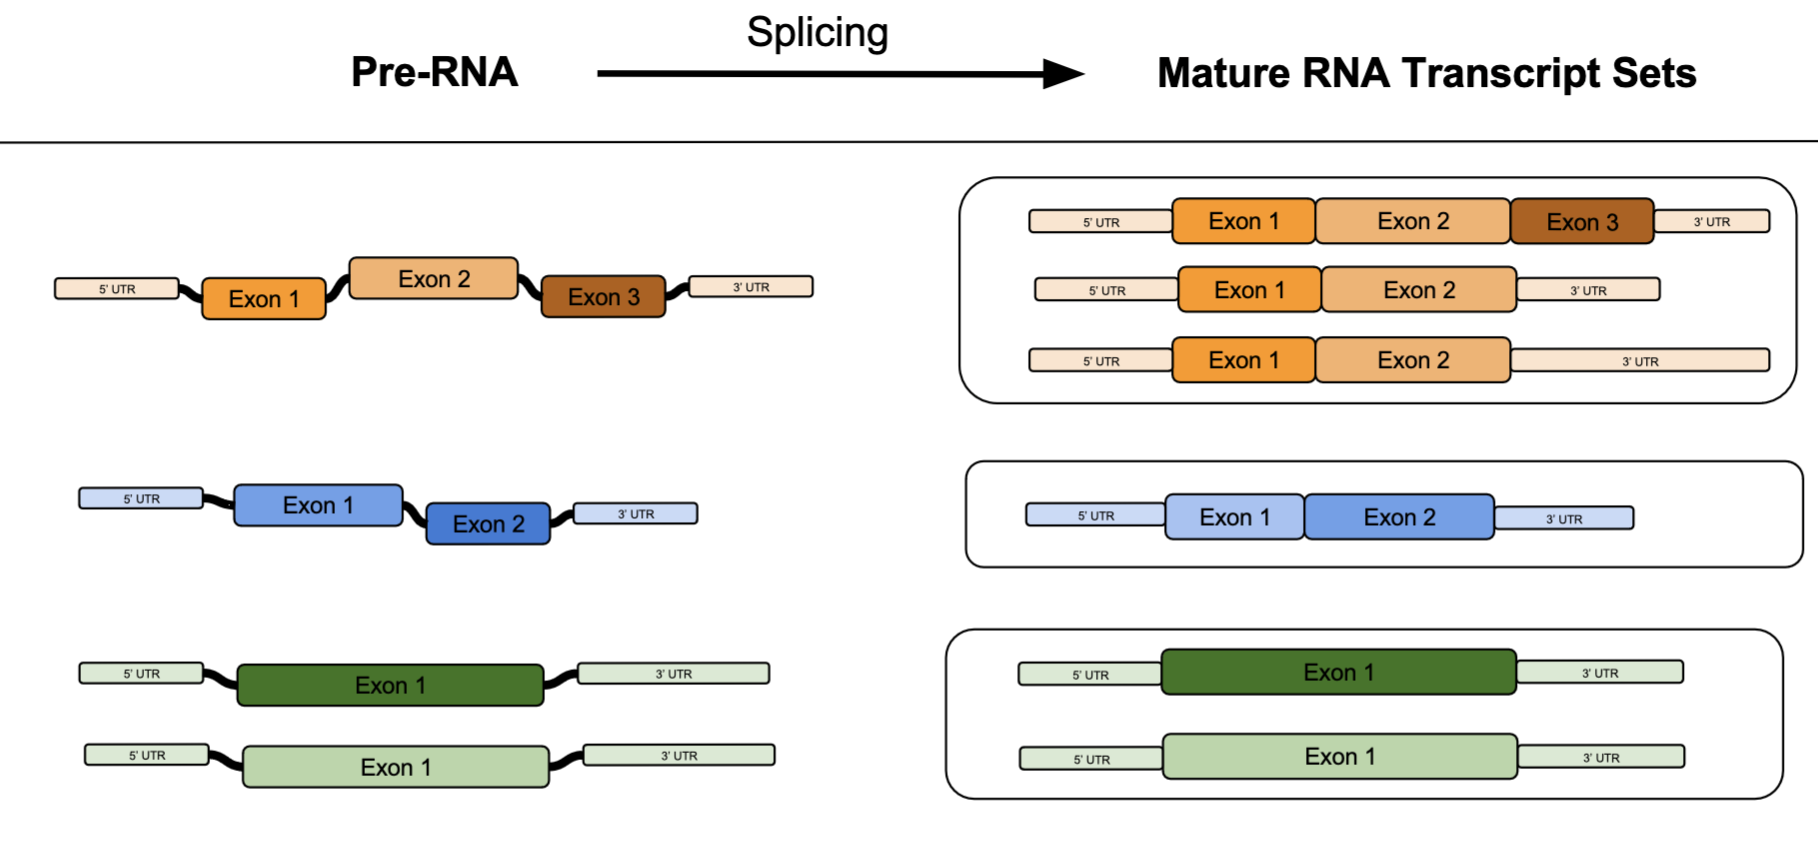 Splicing
Pre-RNA
Mature RNA Transcript Sets
5' UTR Exon 1 Exon 2 Exon 3 3' UTR
5' UTR Exon 1 Exon 2 Exon 3 3' UTR
5' UTR Exon 1 Exon 2 3' UTR
5' UTR Exon 1 Exon 2 3' UTR
5' UTR Exon 1 Exon 2 3' UTR
5' UTR Exon 1 Exon 2 3' UTR
5' UTR Exon 1 3' UTR
5' UTR Exon 1 3' UTR
5' UTR Exon 1 3' UTR
5' UTR Exon 1 3' UTR